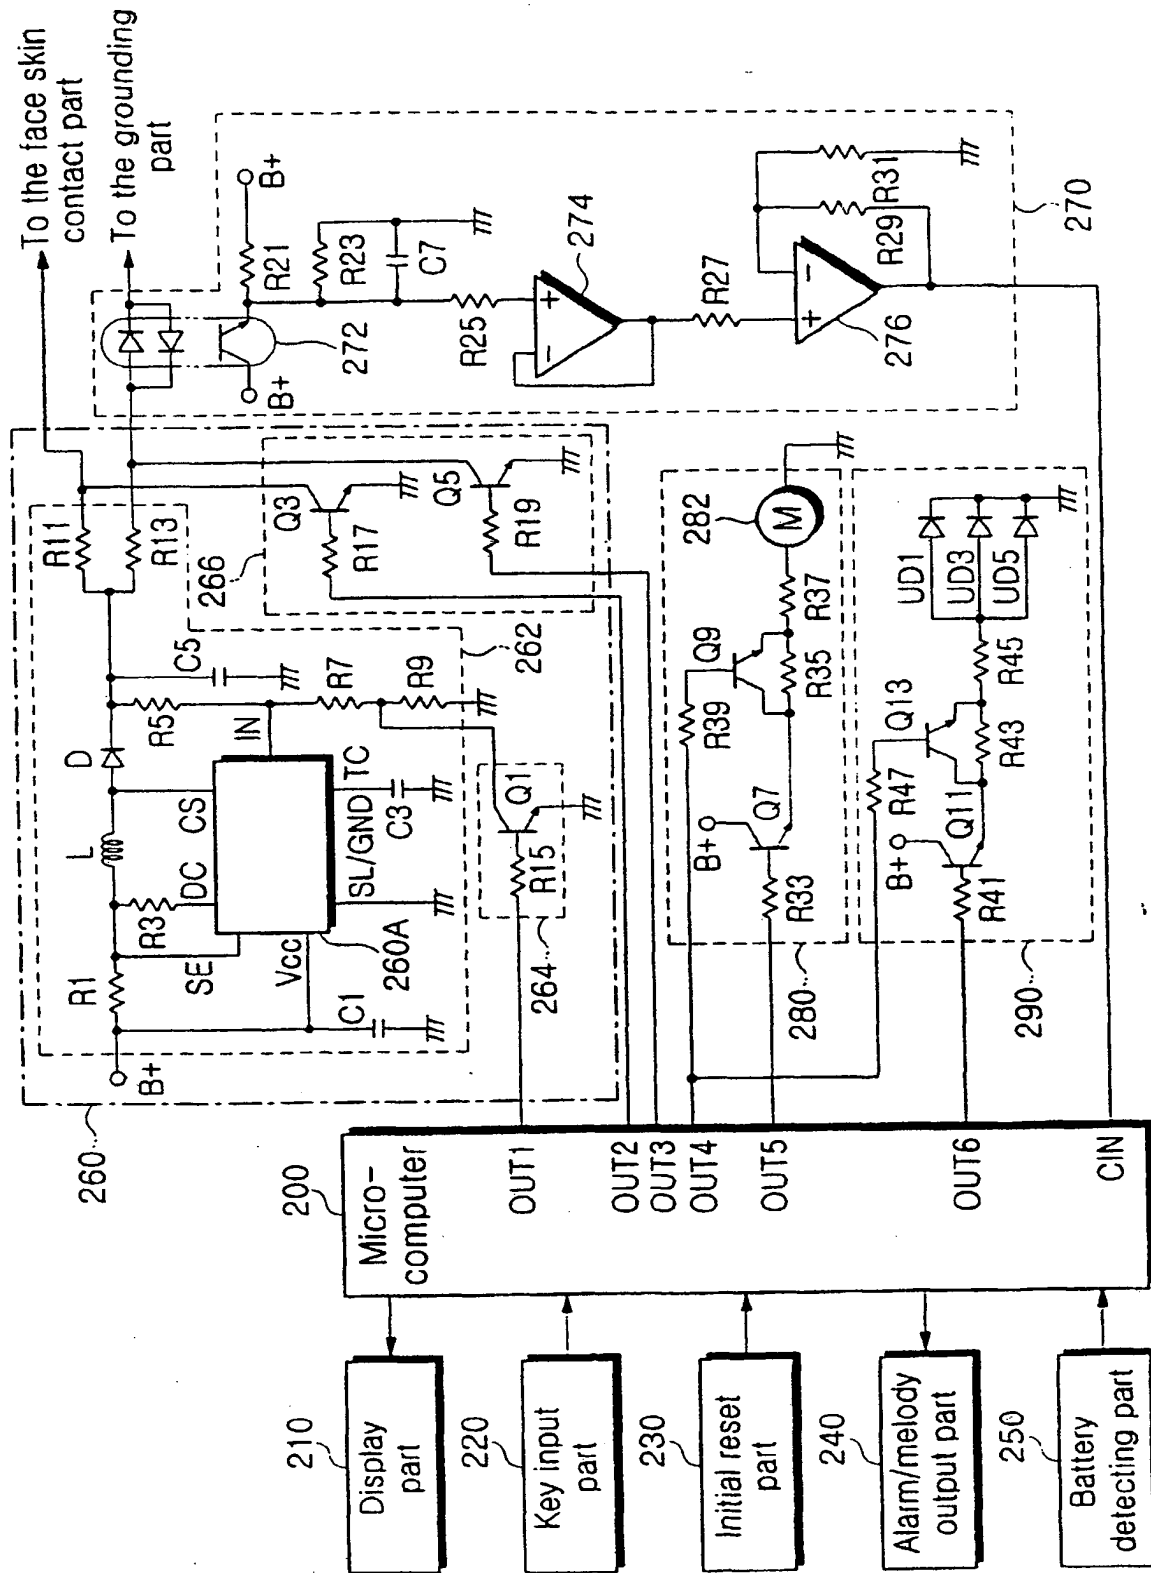 To the face skin
contact part
To the grounding
part
B+
R21
R23
C7
R25
274
R27
R31
R29
276
270
272
B+
R11
R13
266
Q3
R17
Q5
R19
262
C5
D
R5
IN
R7
R9
L
CS
TC
DC
SL/GND
C3
R3
SE
Vcc
260A
R1
C1
B+
Q1
R15
264
260
282
M
R37
Q9
R35
R39
Q7
B+
R33
280
UD1
UD3
UD5
R45
Q13
R43
R47
Q11
B+
R41
290
200
Micro-
computer
OUT1
OUT2
OUT3
OUT4
OUT5
OUT6
CIN
210
Display
part
220
Key input
part
230
Initial reset
part
240
Alarm/melody
output part
250
Battery
detecting part